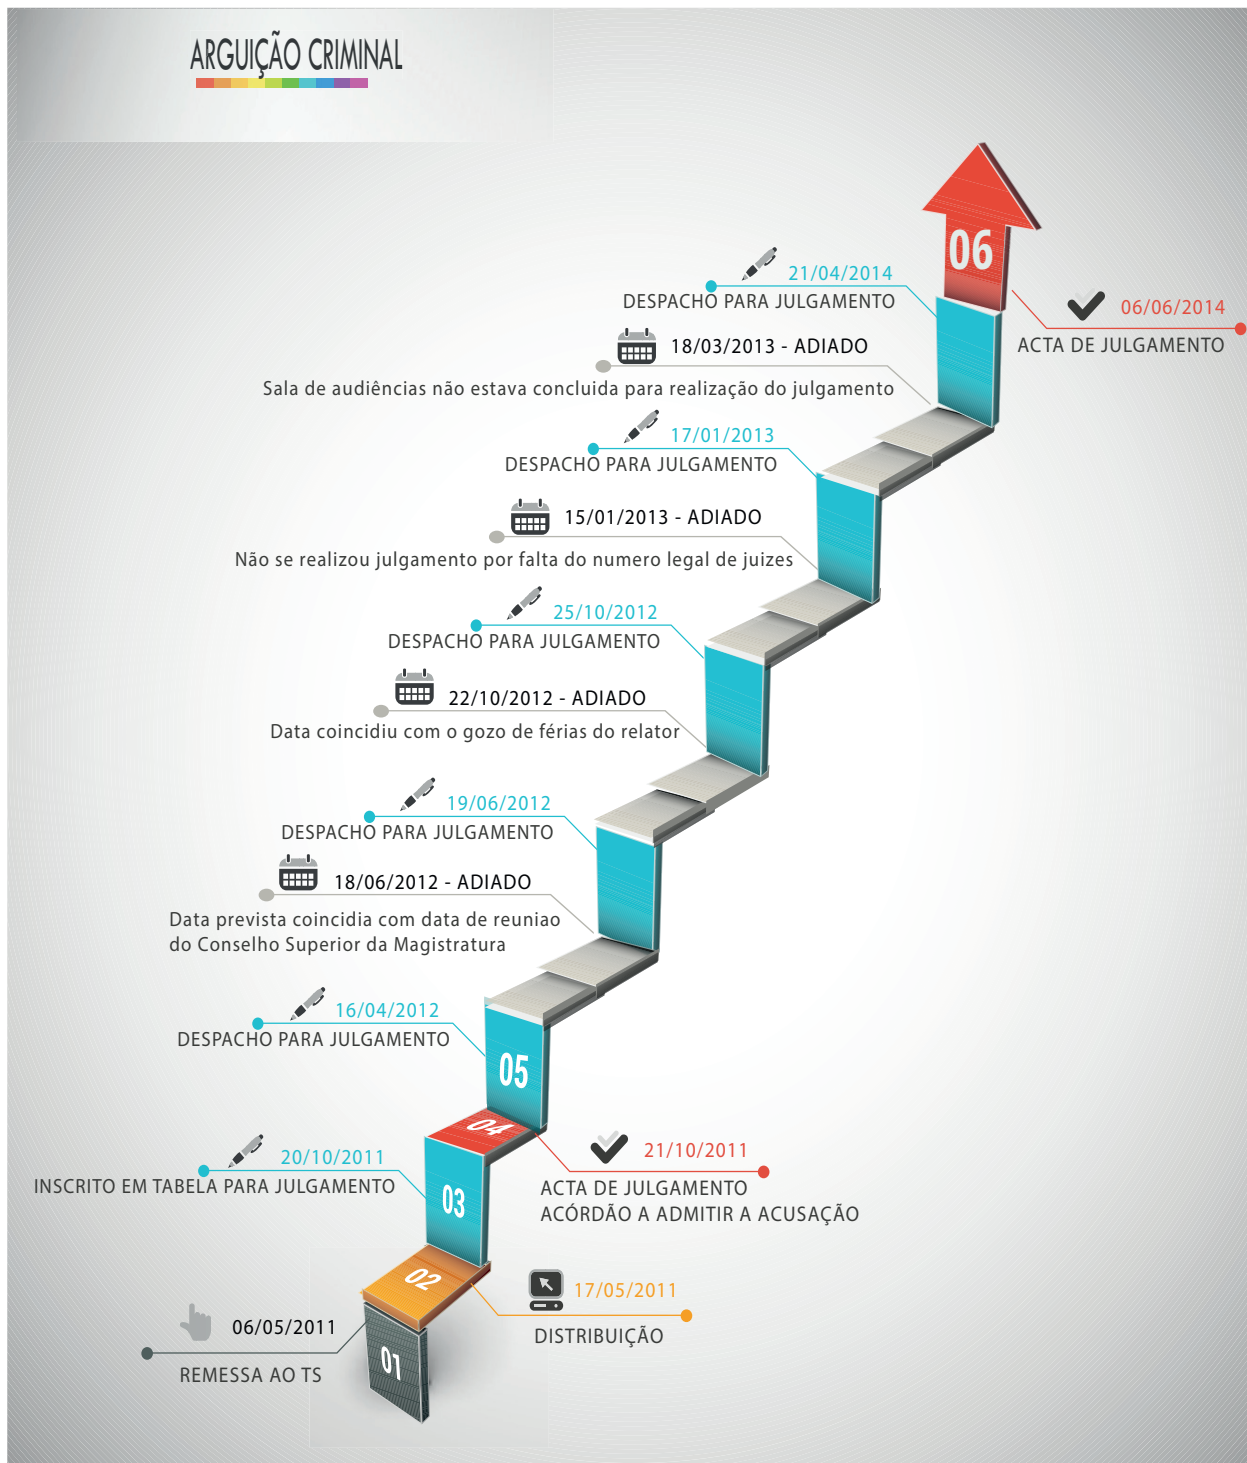 ARGUIÇÃO CRIMINAL
06
21/04/2014
DESPACHO PARA JULGAMENTO
06/06/2014
ACTA DE JULGAMENTO
18/03/2013 - ADIADO
Sala de audiências não estava concluida para realização do julgamento
17/01/2013
DESPACHO PARA JULGAMENTO
15/01/2013 - ADIADO
Não se realizou julgamento por falta do numero legal de juizes
25/10/2012
DESPACHO PARA JULGAMENTO
22/10/2012 - ADIADO
Data coincidiu com o gozo de férias do relator
19/06/2012
DESPACHO PARA JULGAMENTO
18/06/2012 - ADIADO
Data prevista coincidia com data de reuniao
do Conselho Superior da Magistratura
16/04/2012
DESPACHO PARA JULGAMENTO
05
04
21/10/2011
ACTA DE JULGAMENTO
ACÓRDÃO A ADMITIR A ACUSAÇÃO
20/10/2011
INSCRITO EM TABELA PARA JULGAMENTO
03
02
17/05/2011
DISTRIBUIÇÃO
06/05/2011
REMESSA AO TS
01